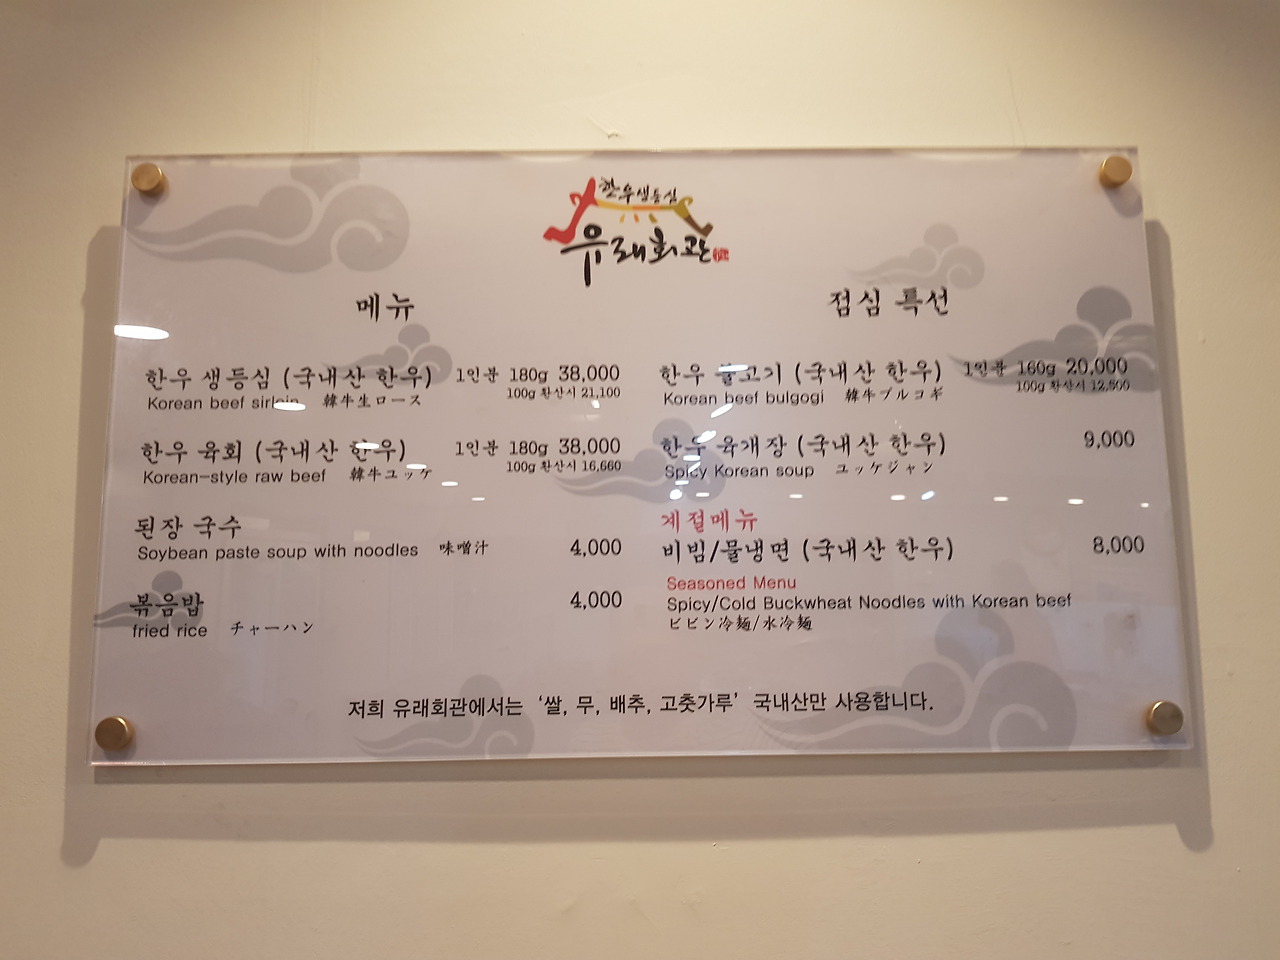 한우생등심
유래회관
메뉴
한우 생등심 (국내산 한우) 1인분 180g 38,000
100g 환산시 21,100
Korean beef sirloin 韓牛生ロース
한우 육회 (국내산 한우) 1인분 180g 38,000
100g 환산시 16,660
Korean-style raw beef 韓牛ユッケ
된장 국수
Soybean paste soup with noodles 味噌汁 4,000
볶음밥 4,000
fried rice チャーハン
점심 특선
한우 불고기 (국내산 한우) 1인분 160g 20,000
100g 환산시 12,500
Korean beef bulgogi 韓牛ブルコギ
한우 육개장 (국내산 한우) 9,000
Spicy Korean soup ユッケジャン
계절메뉴
비빔/물냉면 (국내산 한우) 8,000
Seasoned Menu
Spicy/Cold Buckwheat Noodles with Korean beef
ビビン冷麺/水冷麺
저희 유래회관에서는 '쌀, 무, 배추, 고춧가루' 국내산만 사용합니다.